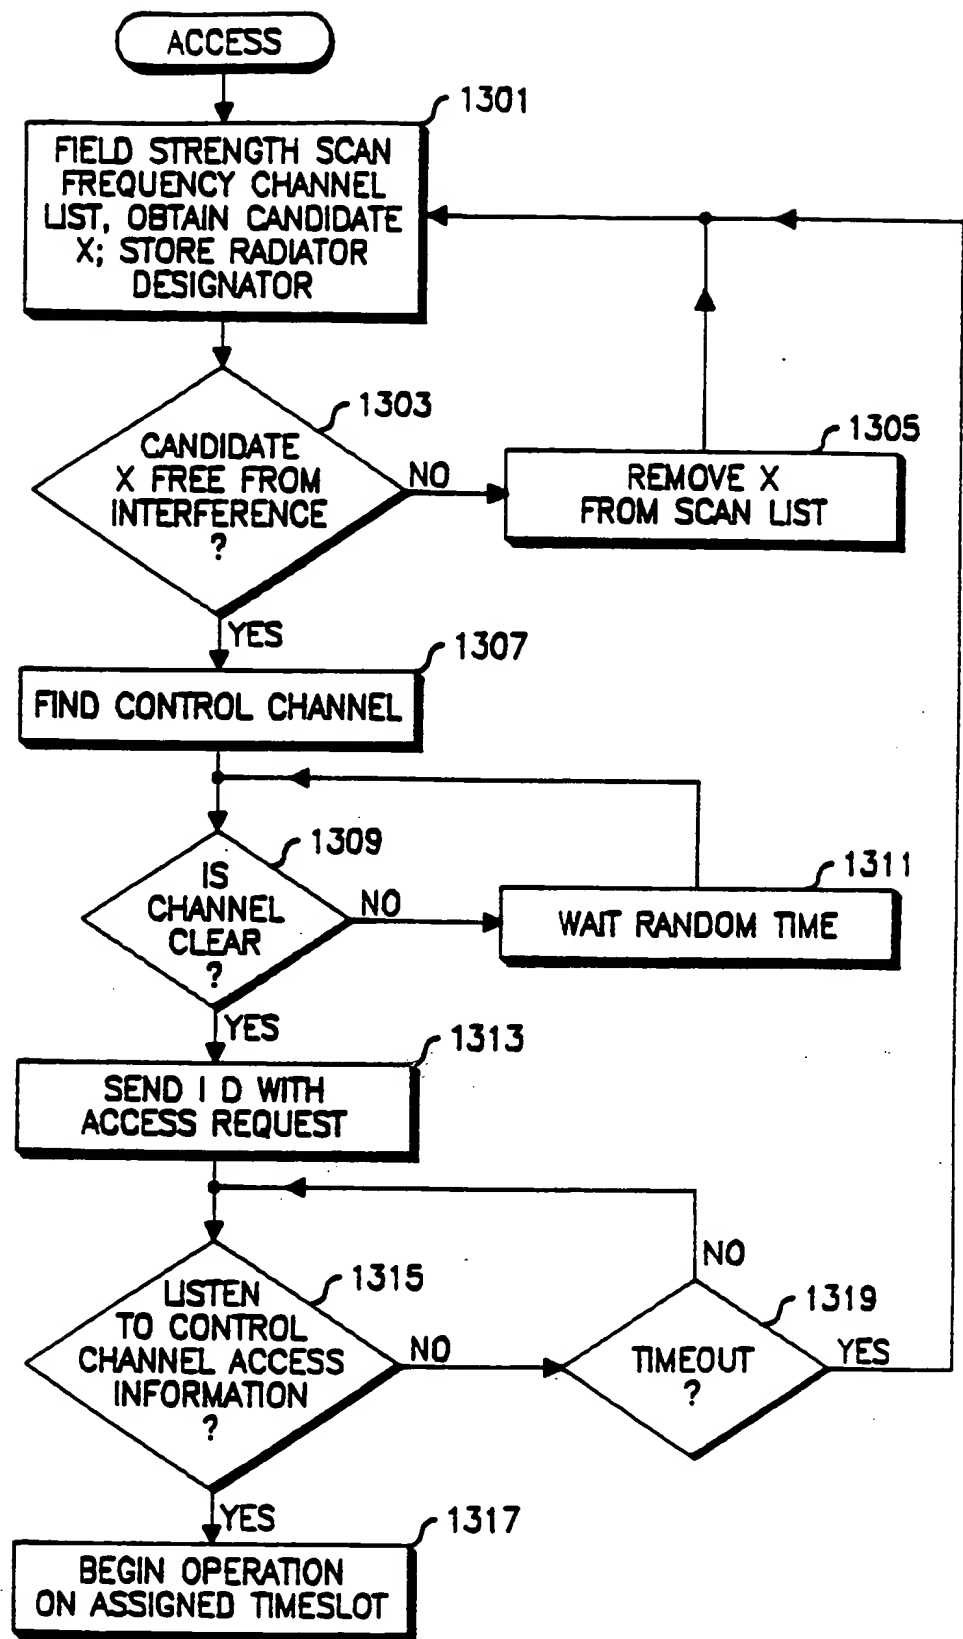 ACCESS
1301
FIELD STRENGTH SCAN
FREQUENCY CHANNEL
LIST, OBTAIN CANDIDATE
X; STORE RADIATOR
DESIGNATOR
1303
CANDIDATE
X FREE FROM
INTERFERENCE
?
NO
1305
REMOVE X
FROM SCAN LIST
YES
1307
FIND CONTROL CHANNEL
1309
IS
CHANNEL
CLEAR
?
NO
1311
WAIT RANDOM TIME
YES
1313
SEND I D WITH
ACCESS REQUEST
1315
LISTEN
TO CONTROL
CHANNEL ACCESS
INFORMATION
?
NO
NO
1319
TIMEOUT
?
YES
YES
1317
BEGIN OPERATION
ON ASSIGNED TIMESLOT